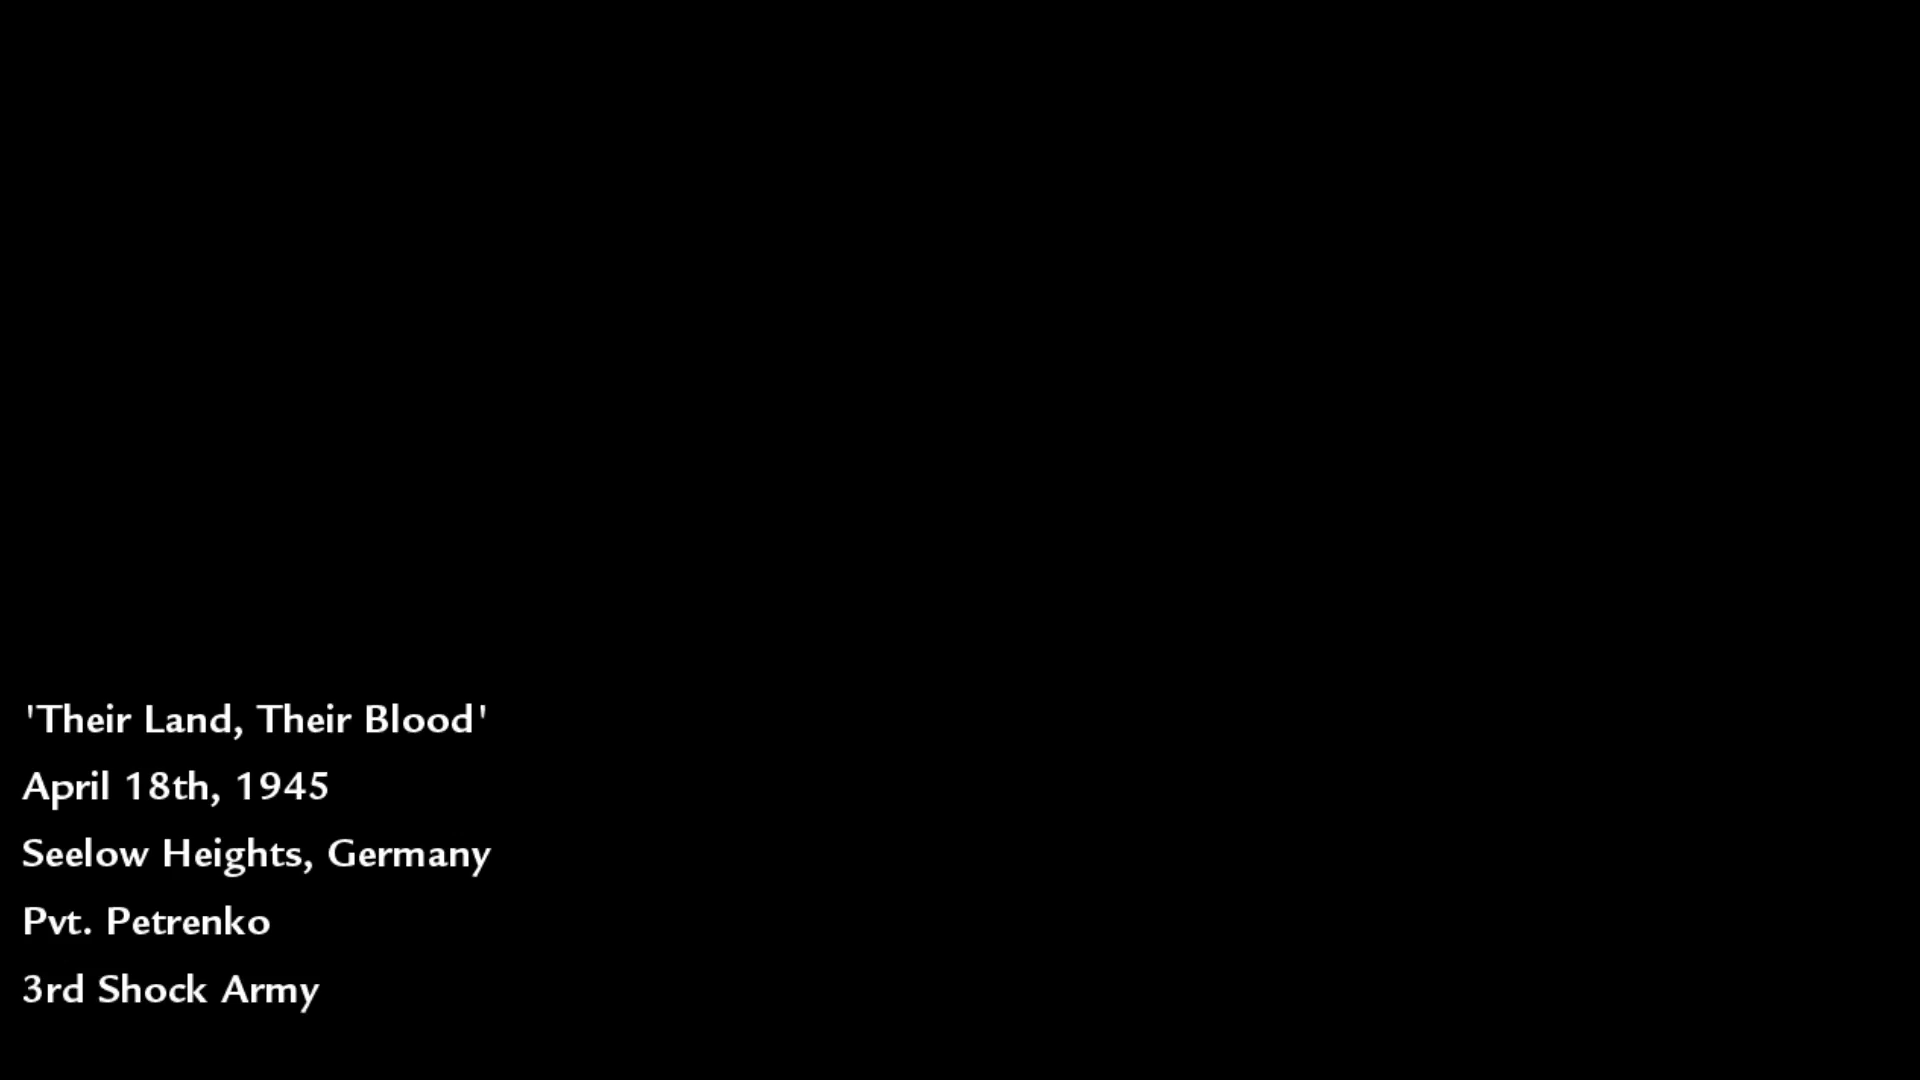 'Their Land, Their Blood'
April 18th, 1945
Seelow Heights, Germany
Pvt. Petrenko
3rd Shock Army